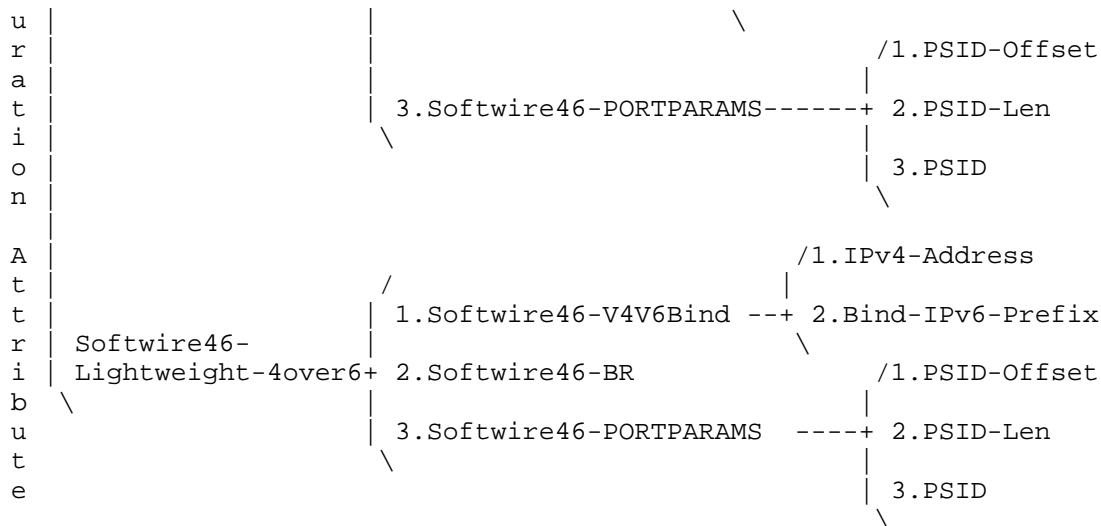 u |                    |                           \
r |                    |                                      /1.PSID-Offset
a |                    |                                     |
t |                    | 3.Softwire46-PORTPARAMS------+ 2.PSID-Len
i |                     \                                    |
o |                                                          | 3.PSID
n |                                                           \
  |
A |                                                 /1.IPv4-Address
t |                     /                          |
t |                    | 1.Softwire46-V4V6Bind --+ 2.Bind-IPv6-Prefix
r | Softwire46-        |                            \
i | Lightweight-4over6+ 2.Softwire46-BR               /1.PSID-Offset
b  \                   |                             |
u                      | 3.Softwire46-PORTPARAMS  ----+ 2.PSID-Len
t                       \                            |
e                                                    | 3.PSID
                                                      \